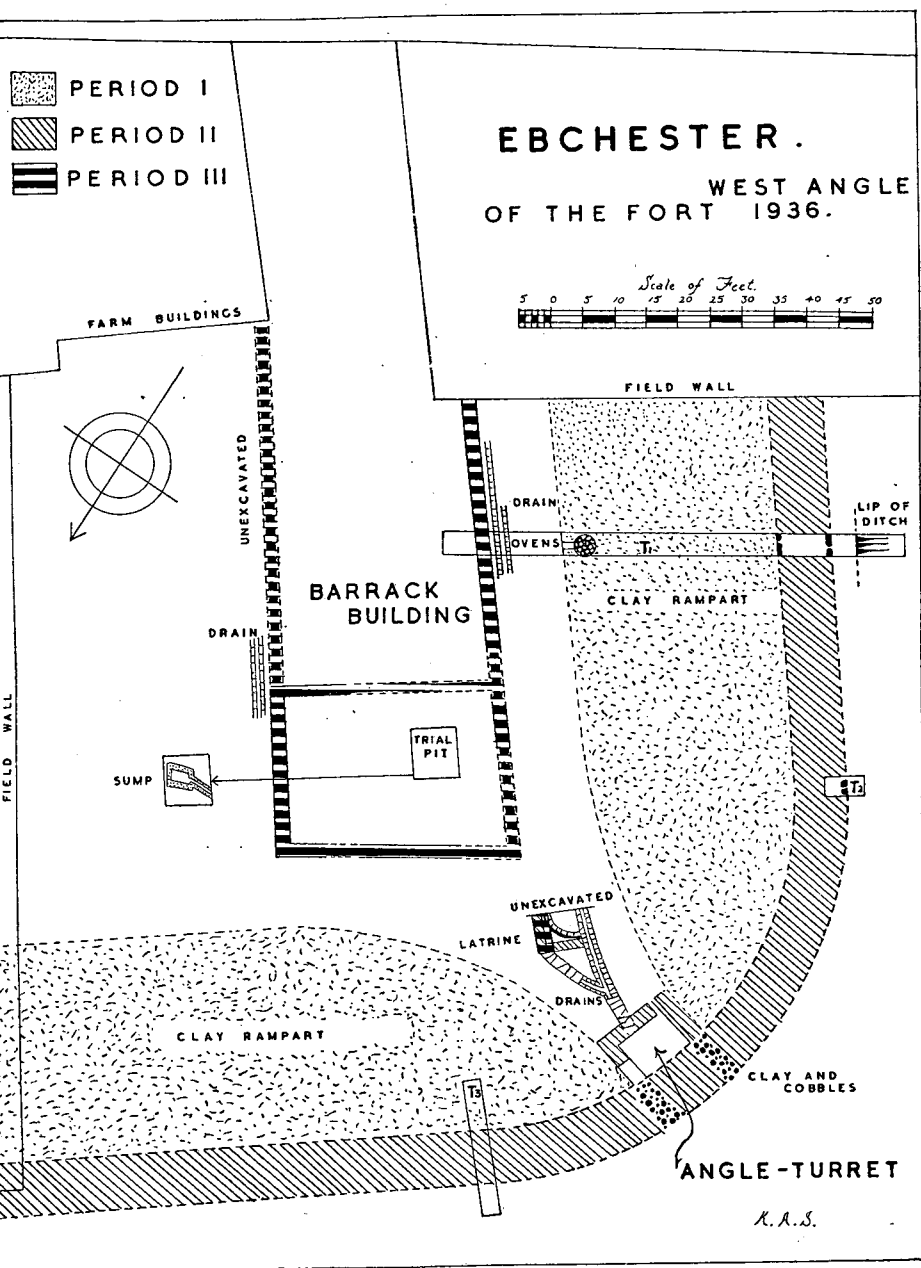 PERIOD I
PERIOD II
PERIOD III
EBCHESTER.
WEST ANGLE
OF THE FORT 1936.
Scale of Feet.
5 0 5 10 15 20 25 30 35 40 45 50
FARM BUILDINGS
FIELD WALL
UNEXCAVATED
DRAIN
LIP OF
DITCH
OVENS
T1
CLAY RAMPART
BARRACK
BUILDING
DRAIN
FIELD WALL
TRIAL
PIT
SUMP
T2
UNEXCAVATED
LATRINE
DRAINS
CLAY RAMPART
CLAY AND
COBBLES
T3
ANGLE-TURRET
K.A.S.